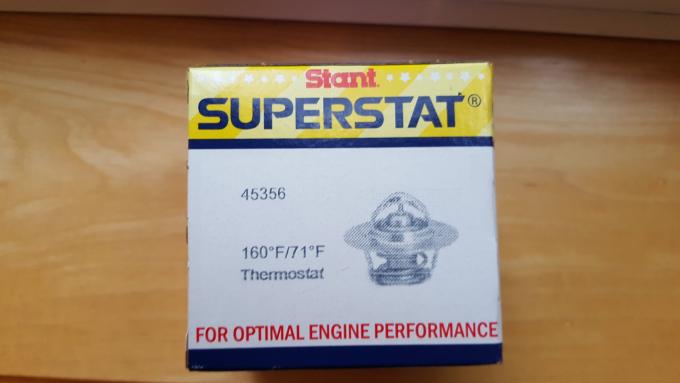 Stant
SUPERSTAT®
45356
160°F/71°F
Thermostat
FOR OPTIMAL ENGINE PERFORMANCE